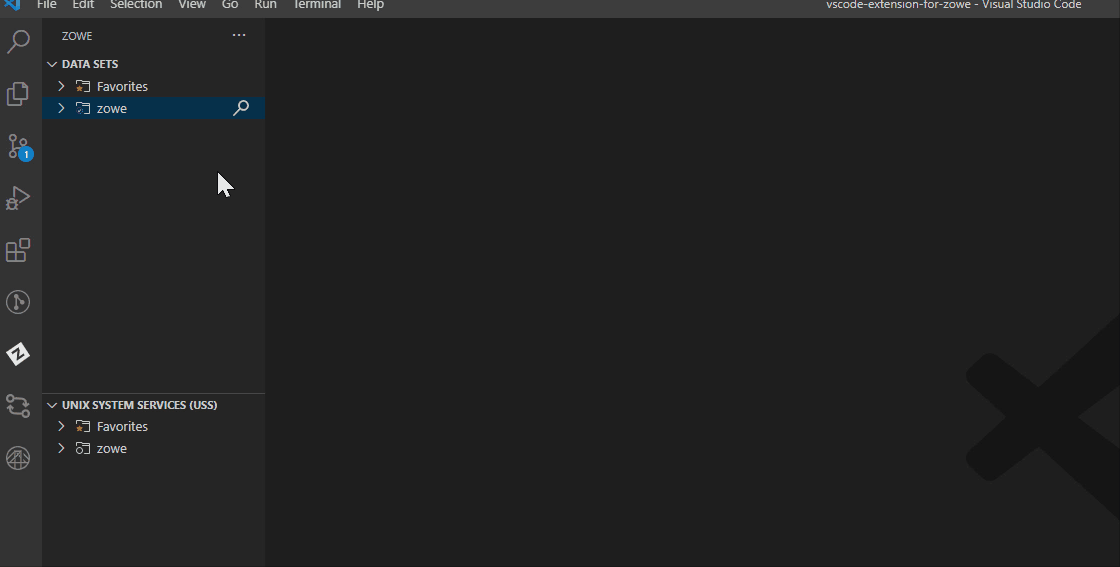 File Edit Selection View Go Run Terminal Help vscode-extension-for-zowe - Visual Studio Code
ZOWE
DATA SETS
Favorites
zowe
1
UNIX SYSTEM SERVICES (USS)
Favorites
zowe